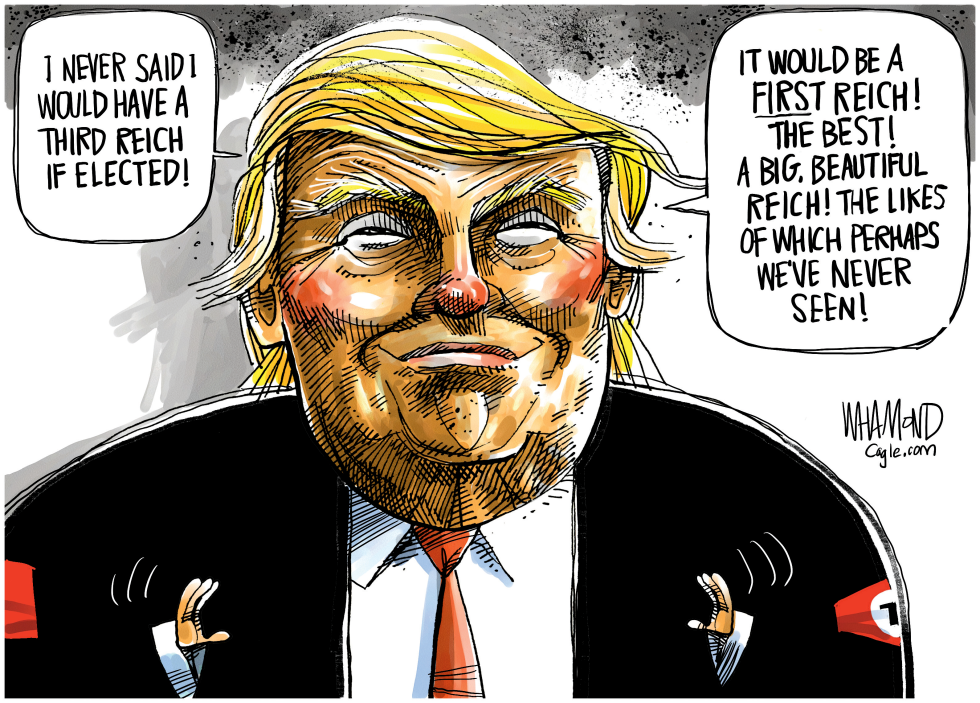 I NEVER SAID I
WOULD HAVE A
THIRD REICH
IF ELECTED!
IT WOULD BE A
FIRST REICH!
THE BEST!
A BIG, BEAUTIFUL
REICH! THE LIKES
OF WHICH PERHAPS
WE'VE NEVER
SEEN!
WHAMOND
Cagle.com